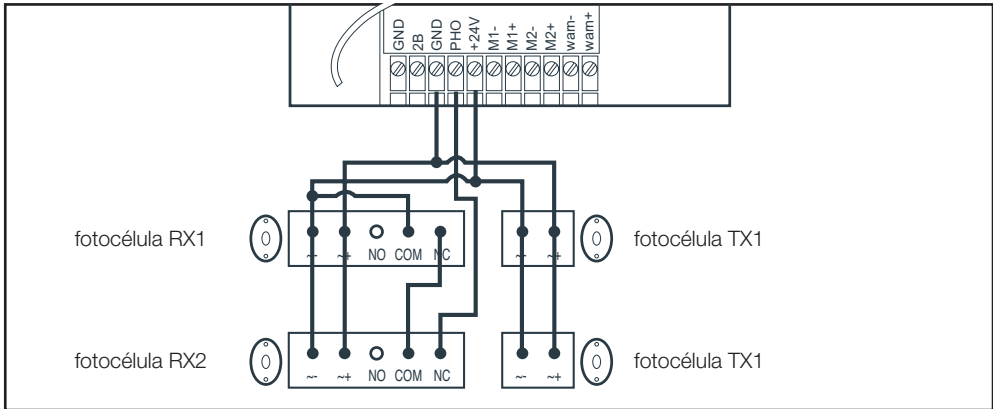 GND 2B GND PHO +24V M1- M1+ M2- M2+ wam- wam+
fotocélula RX1
~- ~+ NO COM NC
~- ~+
fotocélula TX1
fotocélula RX2
~- ~+ NO COM NC
~- ~+
fotocélula TX1